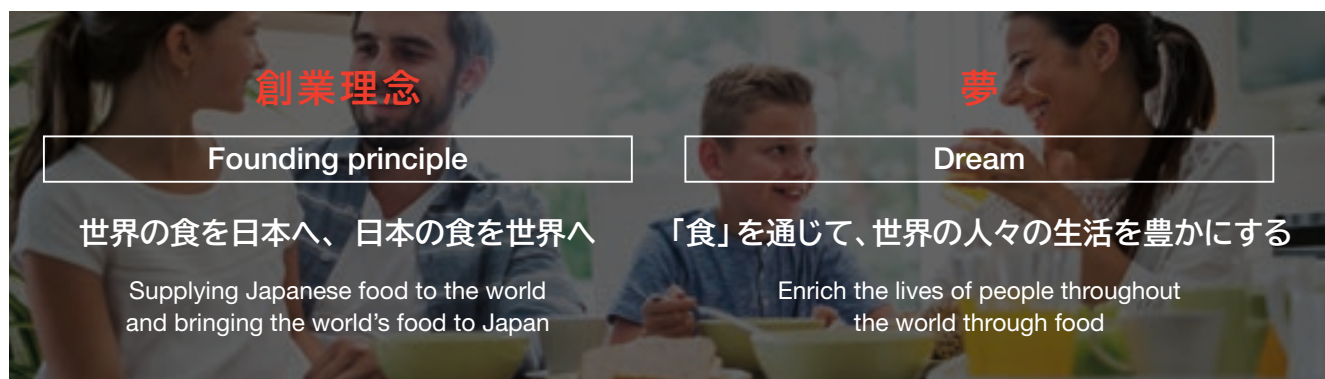 創業理念
Founding principle
世界の食を日本へ、日本の食を世界へ
Supplying Japanese food to the world
and bringing the world's food to Japan
夢
Dream
「食」を通じて、世界の人々の生活を豊かにする
Enrich the lives of people throughout
the world through food